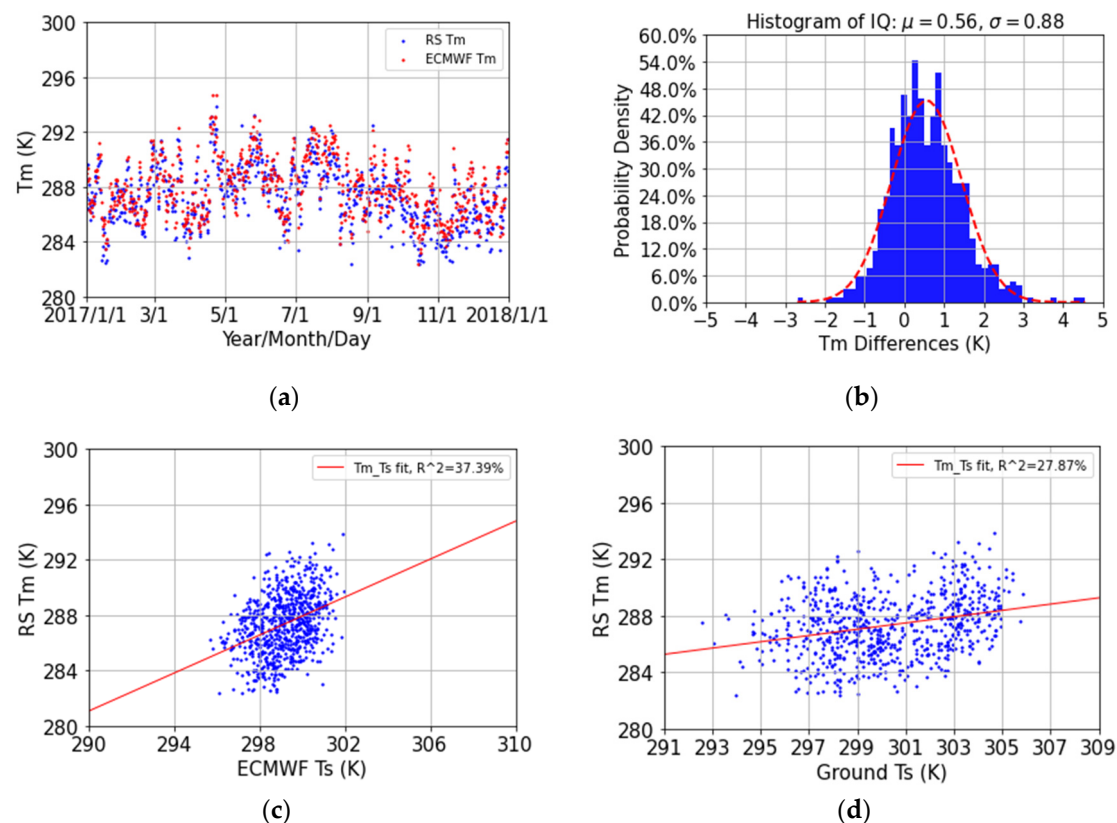 300
296
292
288
284
280
Tm (K)
RS Tm
ECMWF Tm
2017/1/1 3/1 5/1 7/1 9/1 11/1 2018/1/1
Year/Month/Day
(a)
Histogram of IQ: μ = 0.56, σ = 0.88
60.0%
54.0%
48.0%
42.0%
36.0%
30.0%
24.0%
18.0%
12.0%
6.0%
0.0%
Probability Density
−5 −4 −3 −2 −1 0 1 2 3 4 5
Tm Differences (K)
(b)
300
296
292
288
284
280
RS Tm (K)
Tm_Ts fit, R^2=37.39%
290 294 298 302 306 310
ECMWF Ts (K)
(c)
300
296
292
288
284
280
RS Tm (K)
Tm_Ts fit, R^2=27.87%
291 293 295 297 299 301 303 305 307 309
Ground Ts (K)
(d)